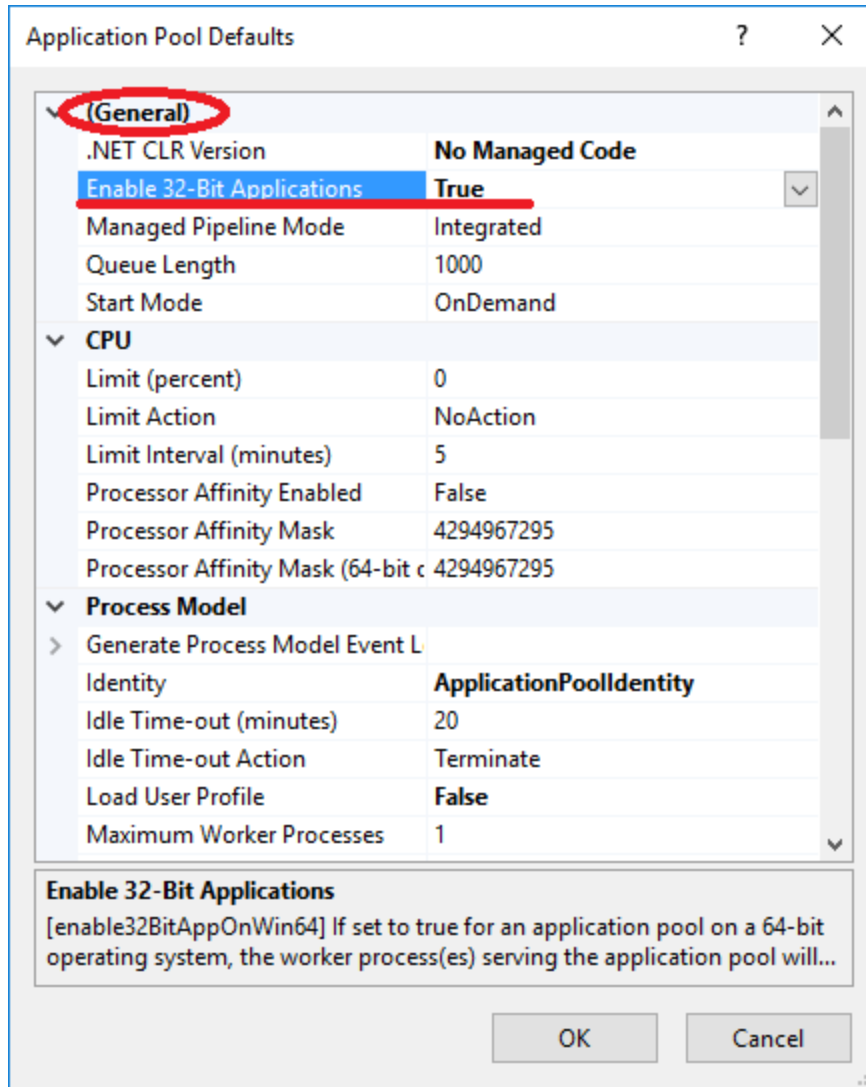 Application Pool Defaults ?
(General)
.NET CLR Version No Managed Code
Enable 32-Bit Applications True
Managed Pipeline Mode Integrated
Queue Length 1000
Start Mode OnDemand
CPU
Limit (percent) 0
Limit Action NoAction
Limit Interval (minutes) 5
Processor Affinity Enabled False
Processor Affinity Mask 4294967295
Processor Affinity Mask (64-bit c 4294967295
Process Model
Generate Process Model Event L
Identity ApplicationPoolIdentity
Idle Time-out (minutes) 20
Idle Time-out Action Terminate
Load User Profile False
Maximum Worker Processes 1
Enable 32-Bit Applications
[enable32BitAppOnWin64] If set to true for an application pool on a 64-bit
operating system, the worker process(es) serving the application pool will...
OK Cancel